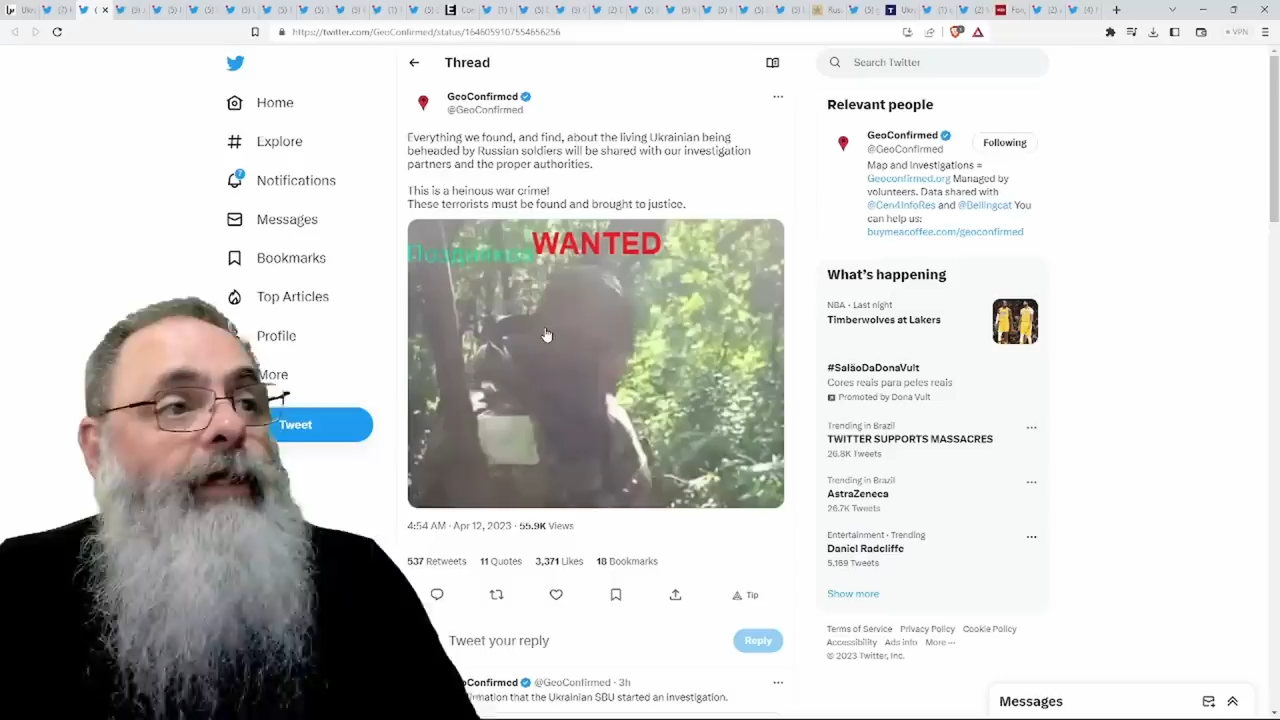 https://twitter.com/GeoConfirmed/status/1646059107554656256
VPN
Home
Explore
Notifications
Messages
Bookmarks
Top Articles
Profile
More
Tweet
Thread
GeoConfirmed
@GeoConfirmed
Everything we found, and find, about the living Ukrainian being
beheaded by Russian soldiers will be shared with our investigation
partners and the proper authorities.
This is a heinous war crime!
These terrorists must be found and brought to justice.
WANTED
4:54 AM · Apr 12, 2023 · 55.9K Views
537 Retweets 11 Quotes 3,371 Likes 18 Bookmarks
Tip
Tweet your reply
Reply
oConfirmed @GeoConfirmed · 3h
rmation that the Ukrainian SBU started an investigation.
Search Twitter
Relevant people
GeoConfirmed
@GeoConfirmed
Following
Map and Investigations =
Geoconfirmed.org Managed by
volunteers. Data shared with
@Cen4InfoRes and @Bellingcat You
can help us:
buymeacoffee.com/geoconfirmed
What's happening
NBA · Last night
Timberwolves at Lakers
#SalãoDaDonaVult
Cores reais para peles reais
Promoted by Dona Vult
Trending in Brazil
TWITTER SUPPORTS MASSACRES
26.8K Tweets
Trending in Brazil
AstraZeneca
26.7K Tweets
Entertainment · Trending
Daniel Radcliffe
5,169 Tweets
Show more
Terms of Service Privacy Policy Cookie Policy
Accessibility Ads info More ···
© 2023 Twitter, Inc.
Messages